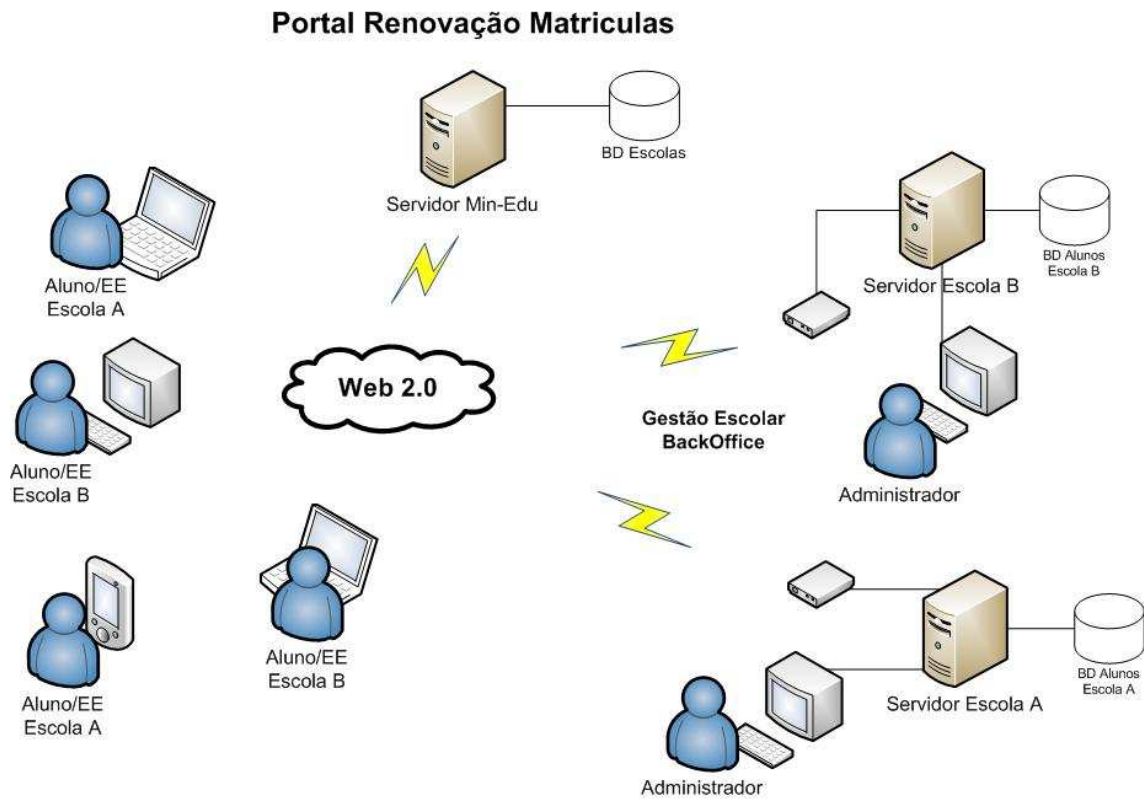 Portal Renovação Matriculas
BD Escolas
Servidor Min-Edu
Aluno/EE
Escola A
BD Alunos
Escola B
Servidor Escola B
Web 2.0
Gestão Escolar
BackOffice
Aluno/EE
Escola B
Administrador
Aluno/EE
Escola B
Aluno/EE
Escola A
BD Alunos
Escola A
Servidor Escola A
Administrador